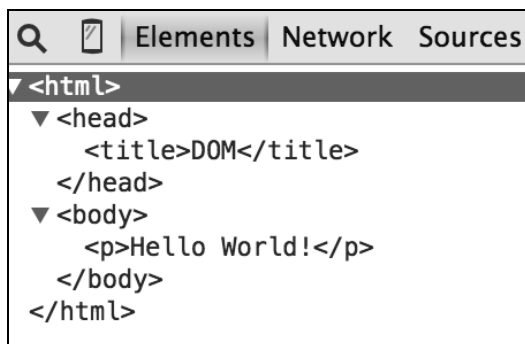 Elements Network Sources
<html>
<head>
<title>DOM</title>
</head>
<body>
<p>Hello World!</p>
</body>
</html>